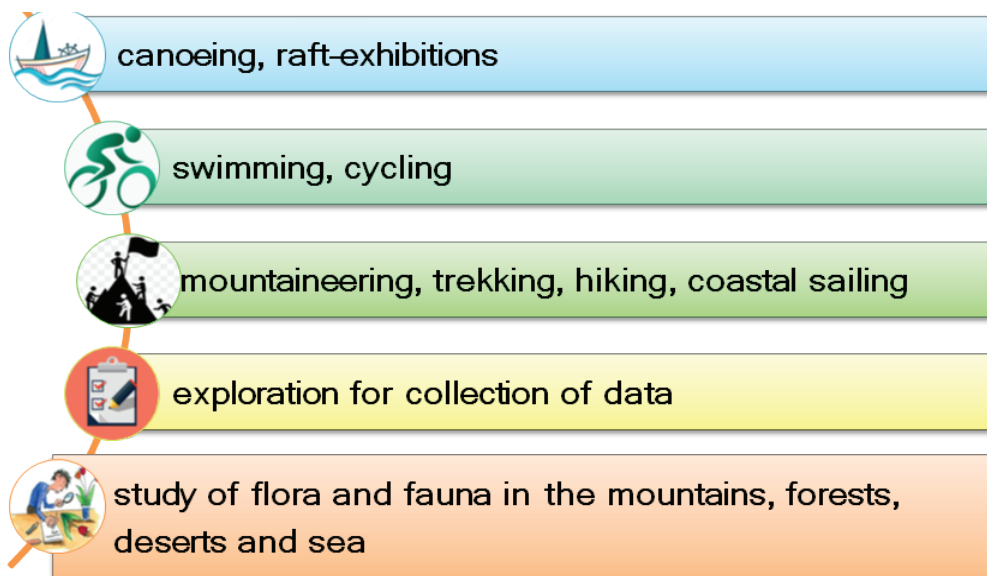 canoeing, raft-exhibitions
swimming, cycling
mountaineering, trekking, hiking, coastal sailing
exploration for collection of data
study of flora and fauna in the mountains, forests,
deserts and sea